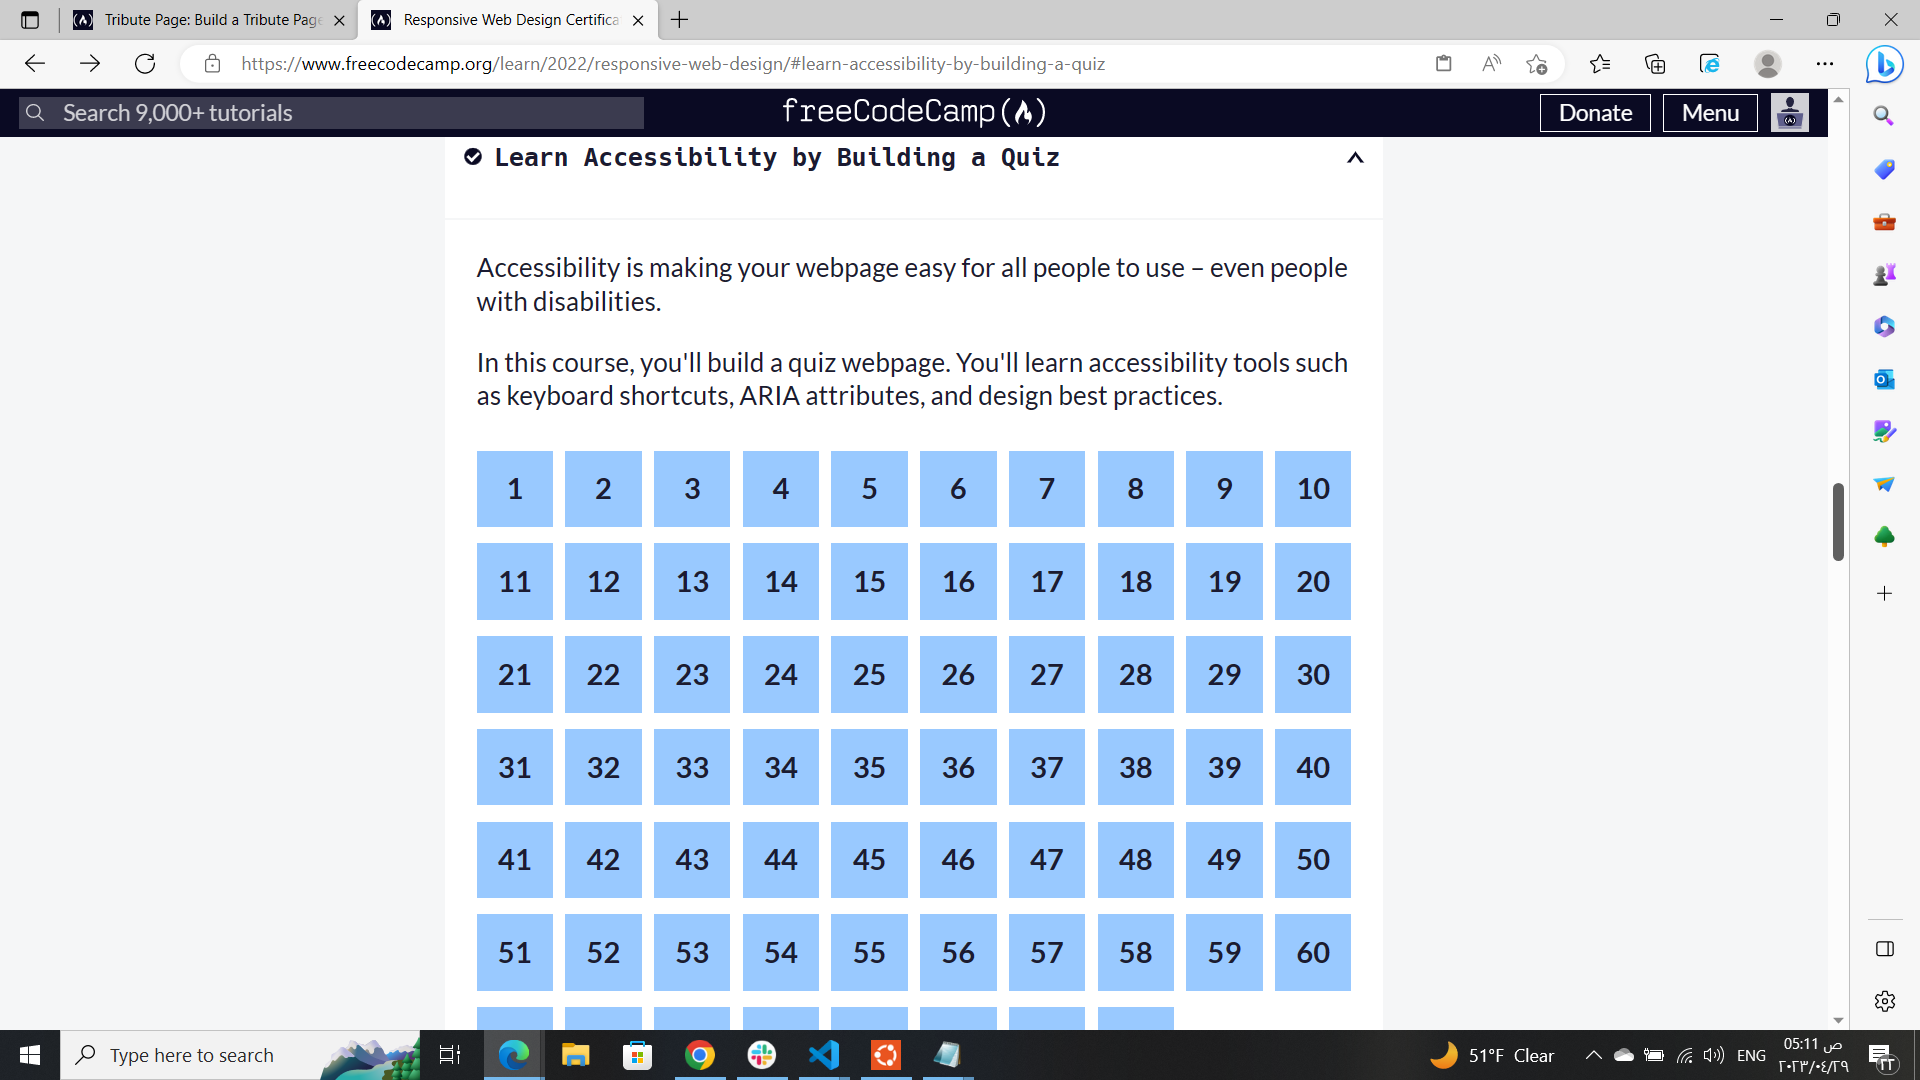 Tribute Page: Build a Tribute Page
Responsive Web Design Certifica
https://www.freecodecamp.org/learn/2022/responsive-web-design/#learn-accessibility-by-building-a-quiz
Search 9,000+ tutorials
freeCodeCamp
Donate
Menu
Learn Accessibility by Building a Quiz
Accessibility is making your webpage easy for all people to use – even people
with disabilities.
In this course, you'll build a quiz webpage. You'll learn accessibility tools such
as keyboard shortcuts, ARIA attributes, and design best practices.
1 2 3 4 5 6 7 8 9 10
11 12 13 14 15 16 17 18 19 20
21 22 23 24 25 26 27 28 29 30
31 32 33 34 35 36 37 38 39 40
41 42 43 44 45 46 47 48 49 50
51 52 53 54 55 56 57 58 59 60
Type here to search
51°F Clear
ENG
05:11 ص
٢٠٢٣/٠٤/٢٩